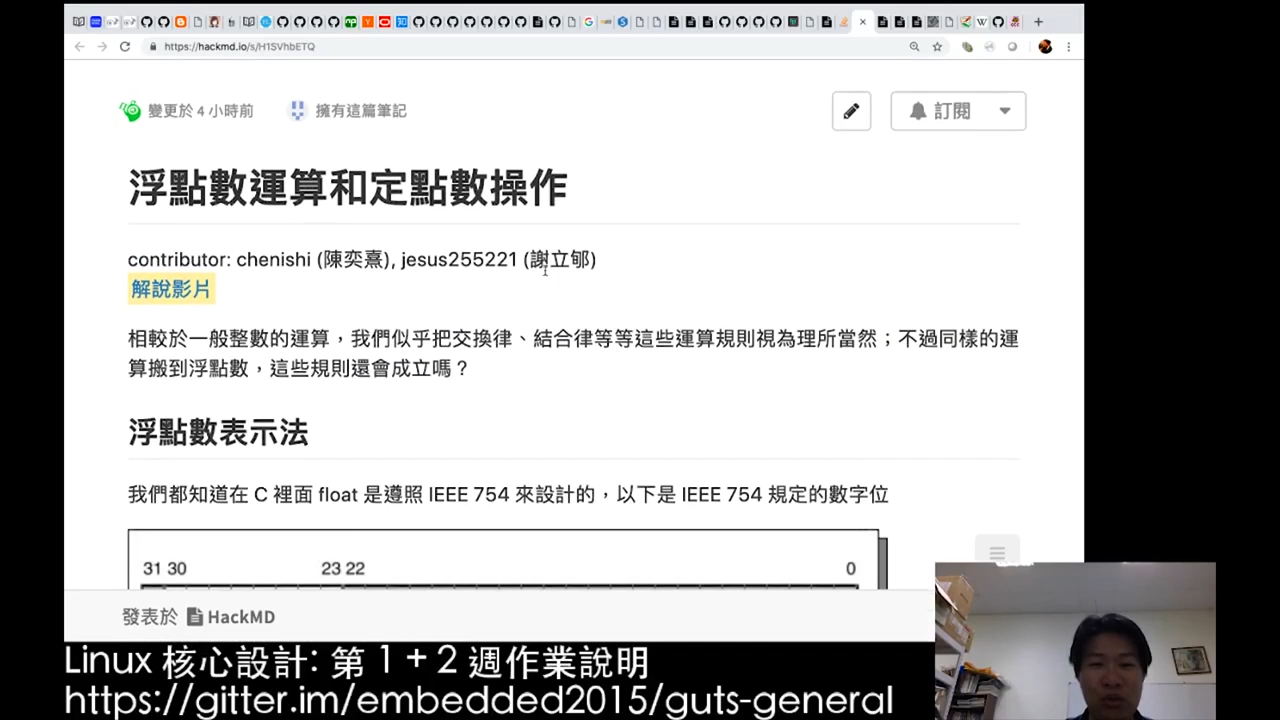 https://hackmd.io/s/H1SVhbETQ
變更於 4 小時前
擁有這篇筆記
訂閱
浮點數運算和定點數操作
contributor: chenishi (陳奕熹), jesus255221 (謝立郇)
解說影片
相較於一般整數的運算，我們似乎把交換律、結合律等等這些運算規則視為理所當然；不過同樣的運
算搬到浮點數，這些規則還會成立嗎？
浮點數表示法
我們都知道在 C 裡面 float 是遵照 IEEE 754 來設計的，以下是 IEEE 754 規定的數字位
31 30 23 22 0
發表於 HackMD
Linux 核心設計: 第 1 + 2 週作業說明
https://gitter.im/embedded2015/guts-general